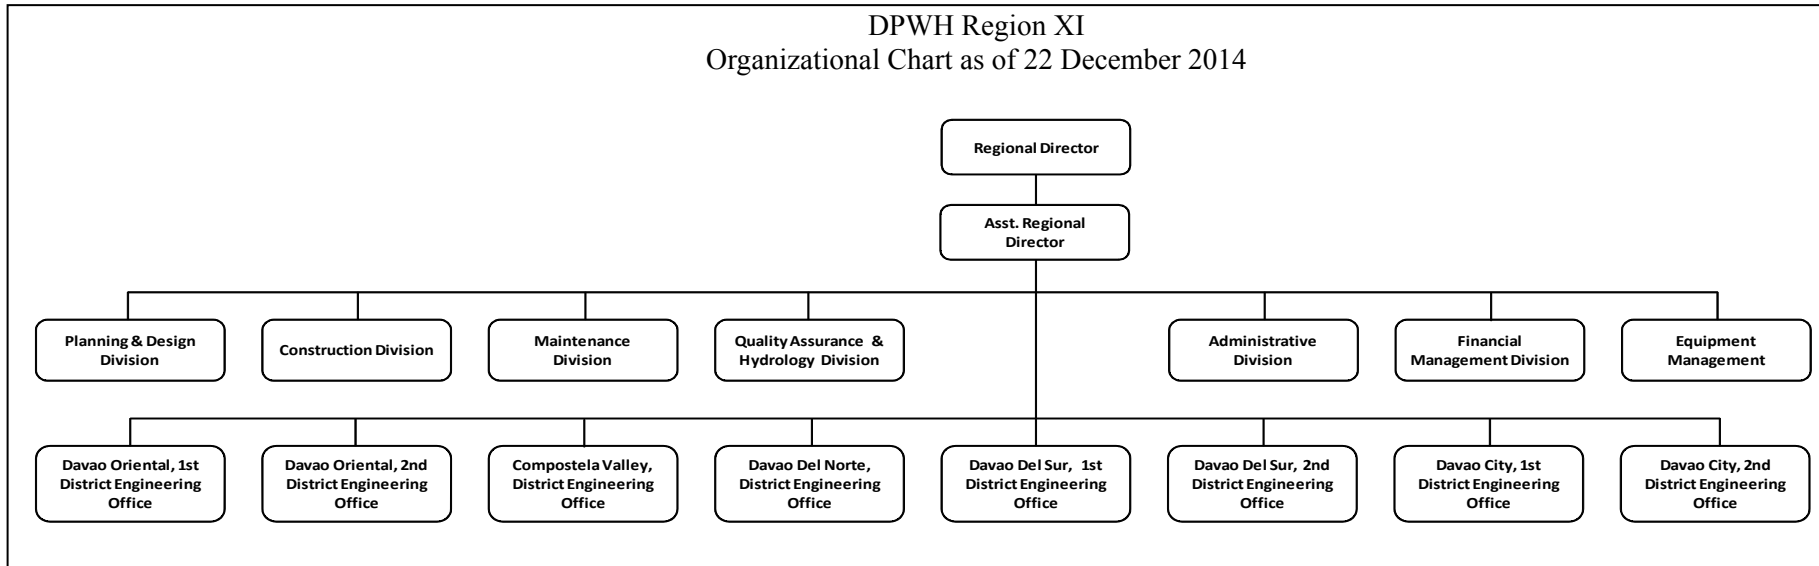 DPWH Region XI
Organizational Chart as of 22 December 2014
Regional Director
Asst. Regional
Director
Planning & Design
Division
Construction Division
Maintenance
Division
Quality Assurance &
Hydrology Division
Administrative
Division
Financial
Management Division
Equipment
Management
Davao Oriental, 1st
District Engineering
Office
Davao Oriental, 2nd
District Engineering
Office
Compostela Valley,
District Engineering
Office
Davao Del Norte,
District Engineering
Office
Davao Del Sur, 1st
District Engineering
Office
Davao Del Sur, 2nd
District Engineering
Office
Davao City, 1st
District Engineering
Office
Davao City, 2nd
District Engineering
Office